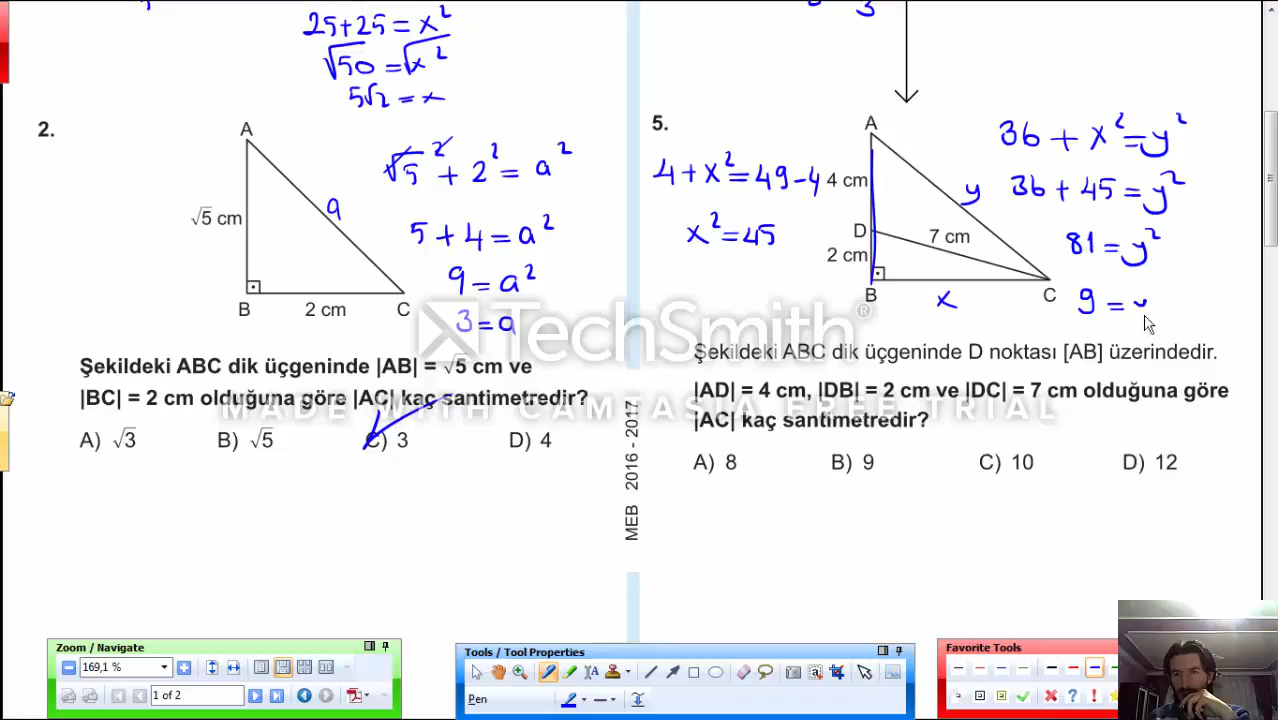 25+25 = x²
√50 = √x²
5√2 = x
3
2.
A
√5 cm
a
B
2 cm
C
√5² + 2² = a²
5 + 4 = a²
9 = a²
3 = a
Şekildeki ABC dik üçgeninde |AB| = √5 cm ve
|BC| = 2 cm olduğuna göre |AC| kaç santimetredir?
A) √3
B) √5
C) 3
D) 4
MEB 2016 - 2017
5.
4 + x² = 49 - 4
x² = 45
A
4 cm
D
2 cm
B
7 cm
y
x
C
36 + x² = y²
36 + 45 = y²
81 = y²
9 =
Şekildeki ABC dik üçgeninde D noktası [AB] üzerindedir.
|AD| = 4 cm, |DB| = 2 cm ve |DC| = 7 cm olduğuna göre
|AC| kaç santimetredir?
A) 8
B) 9
C) 10
D) 12
TechSmith®
MADE WITH CAMTASIA FREE TRIAL
Zoom / Navigate
169,1 %
1 of 2
Tools / Tool Properties
Pen
Favorite Tools